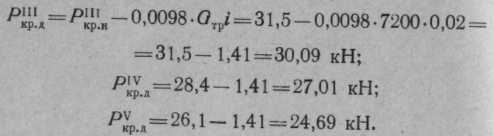 P^III_кр.д = P^III_кр.н − 0,0098·G_тр i = 31,5 − 0,0098·7200·0,02 =
= 31,5 − 1,41 = 30,09 кН;
P^IV_кр.д = 28,4 − 1,41 = 27,01 кН;
P^V_кр.д = 26,1 − 1,41 = 24,69 кН.